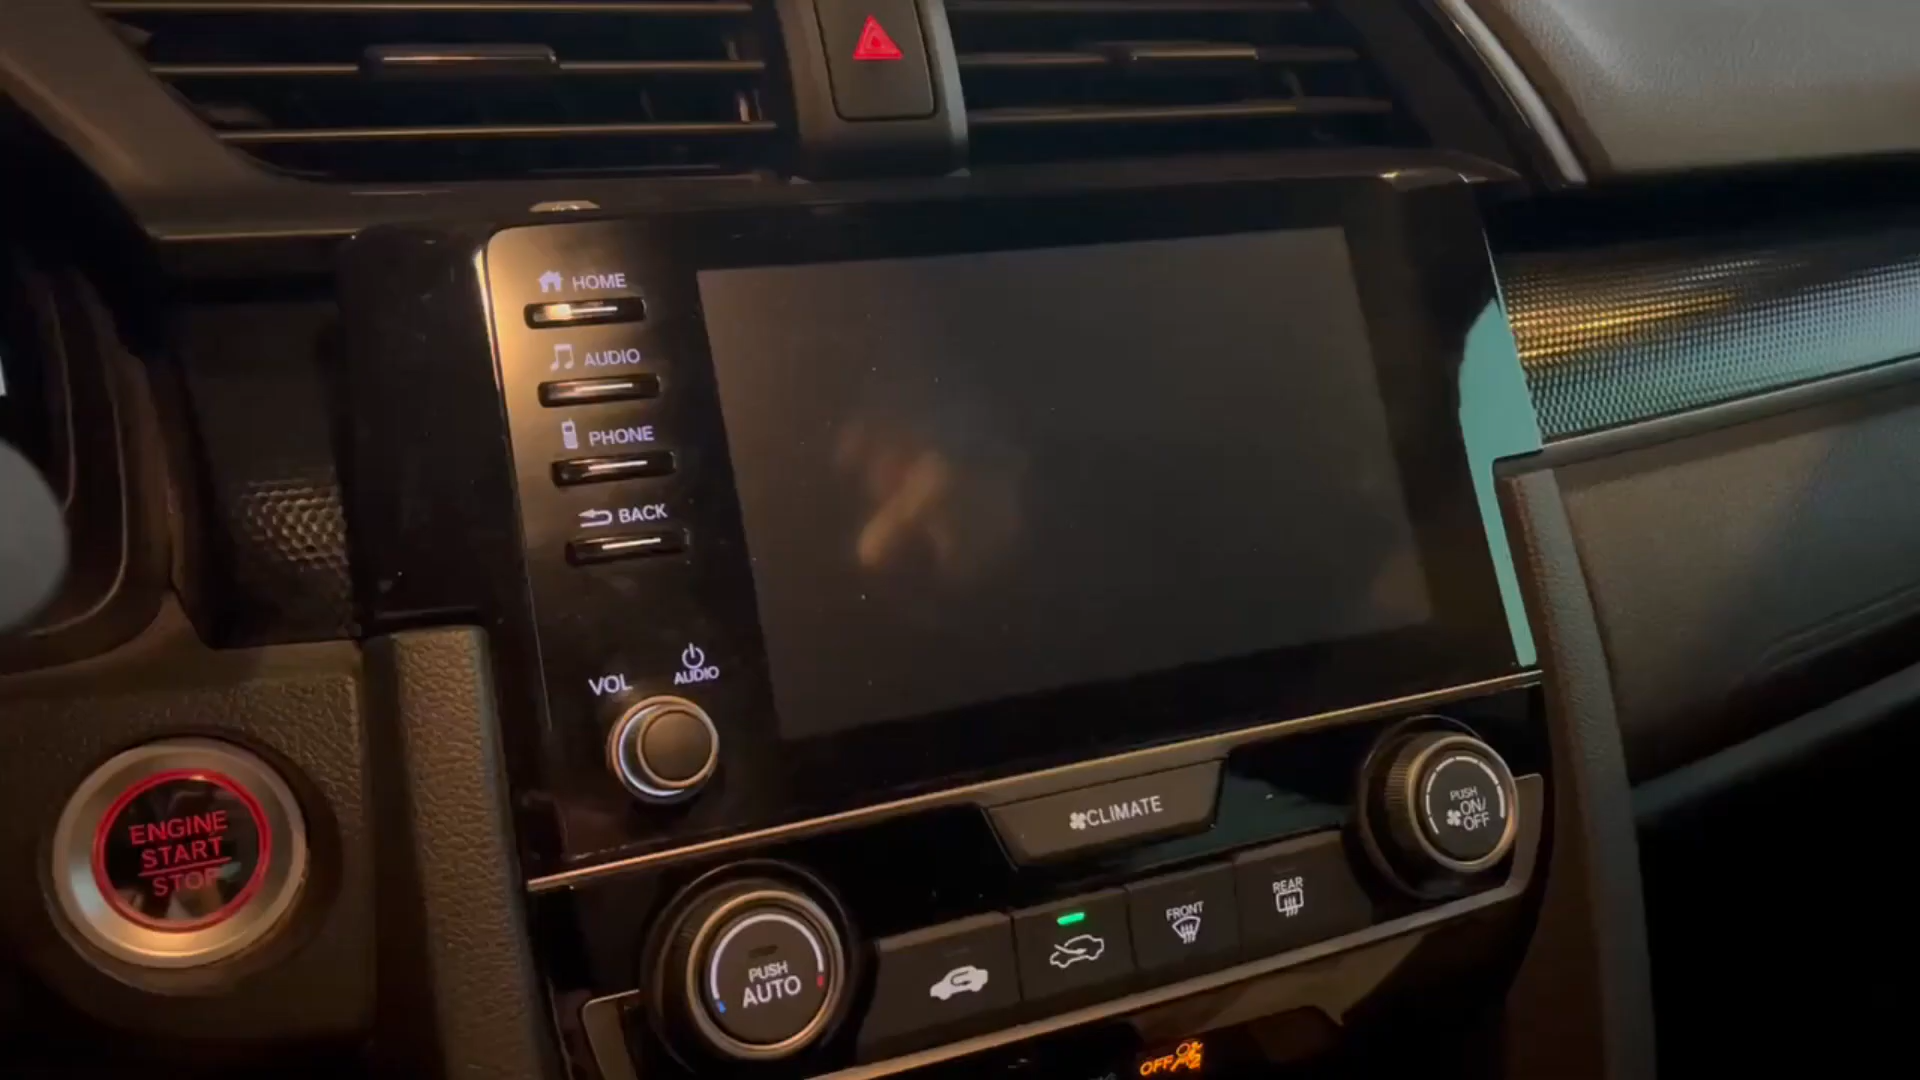 HOME
AUDIO
PHONE
BACK
VOL
AUDIO
ENGINE
START
STOP
CLIMATE
PUSH
ON/
OFF
PUSH
AUTO
FRONT
REAR
OFF